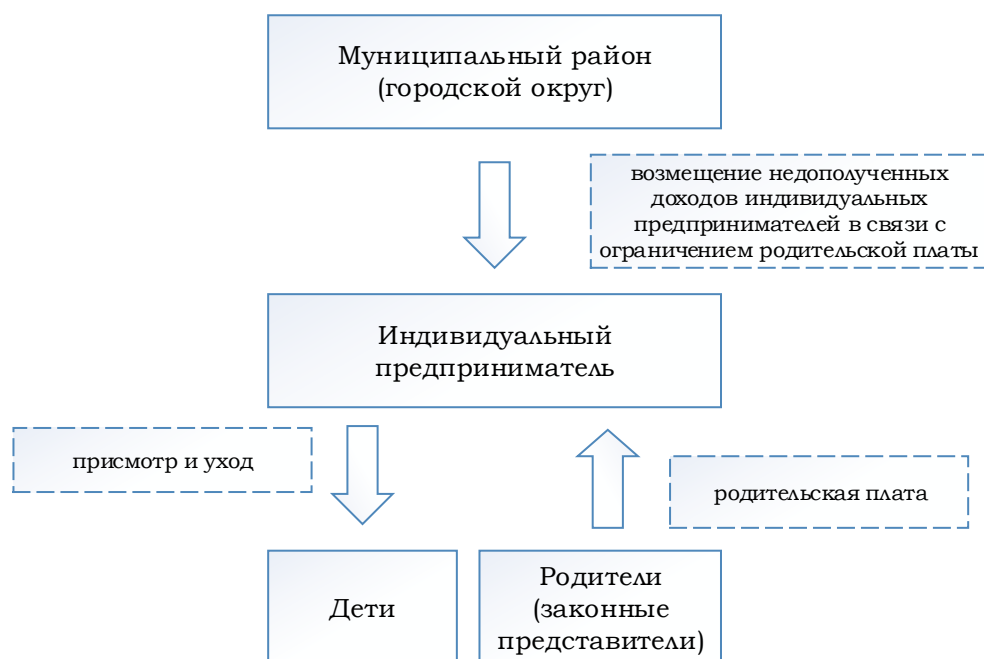 Муниципальный район
(городской округ)
возмещение недополученных
доходов индивидуальных
предпринимателей в связи с
ограничением родительской платы
Индивидуальный
предприниматель
присмотр и уход
родительская плата
Дети
Родители
(законные
представители)